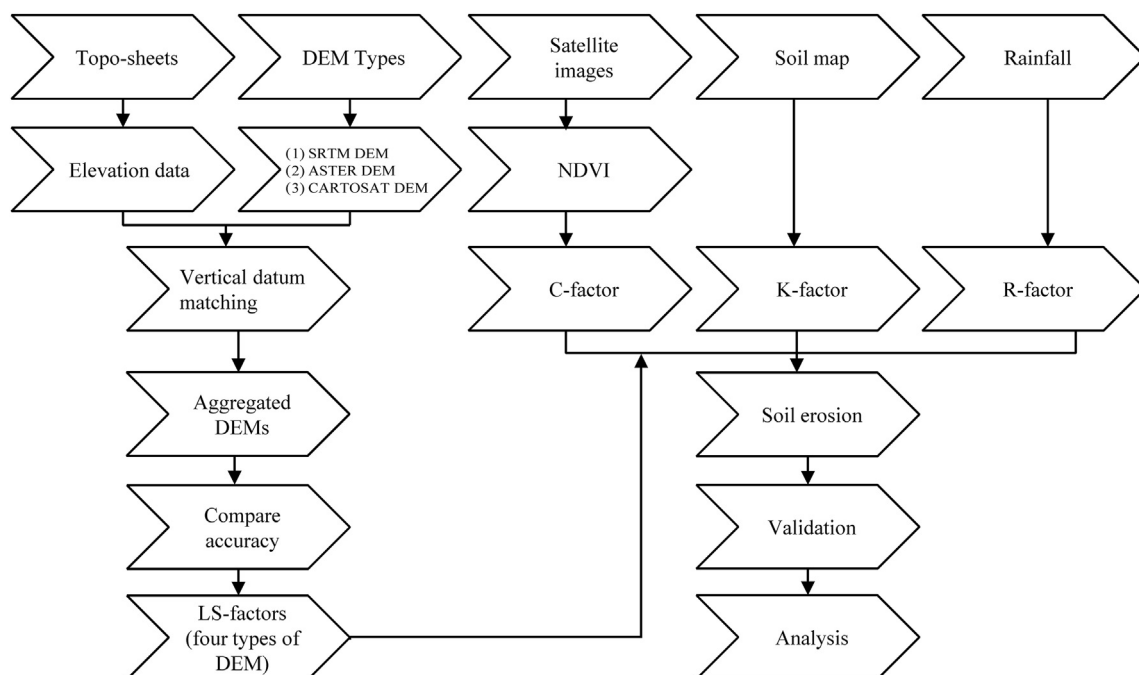 Topo-sheets
DEM Types
Satellite
images
Soil map
Rainfall
Elevation data
(1) SRTM DEM
(2) ASTER DEM
(3) CARTOSAT DEM
NDVI
Vertical datum
matching
C-factor
K-factor
R-factor
Aggregated
DEMs
Soil erosion
Compare
accuracy
Validation
LS-factors
(four types of
DEM)
Analysis